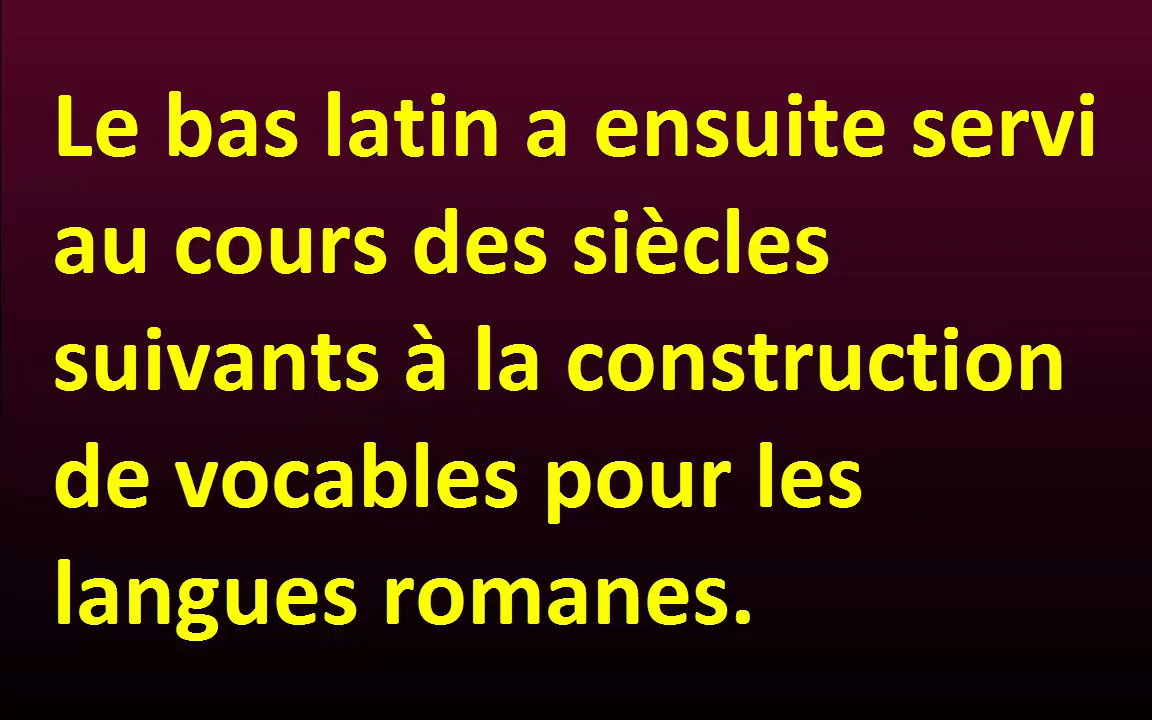 Le bas latin a ensuite servi
au cours des siècles
suivants à la construction
de vocables pour les
langues romanes.